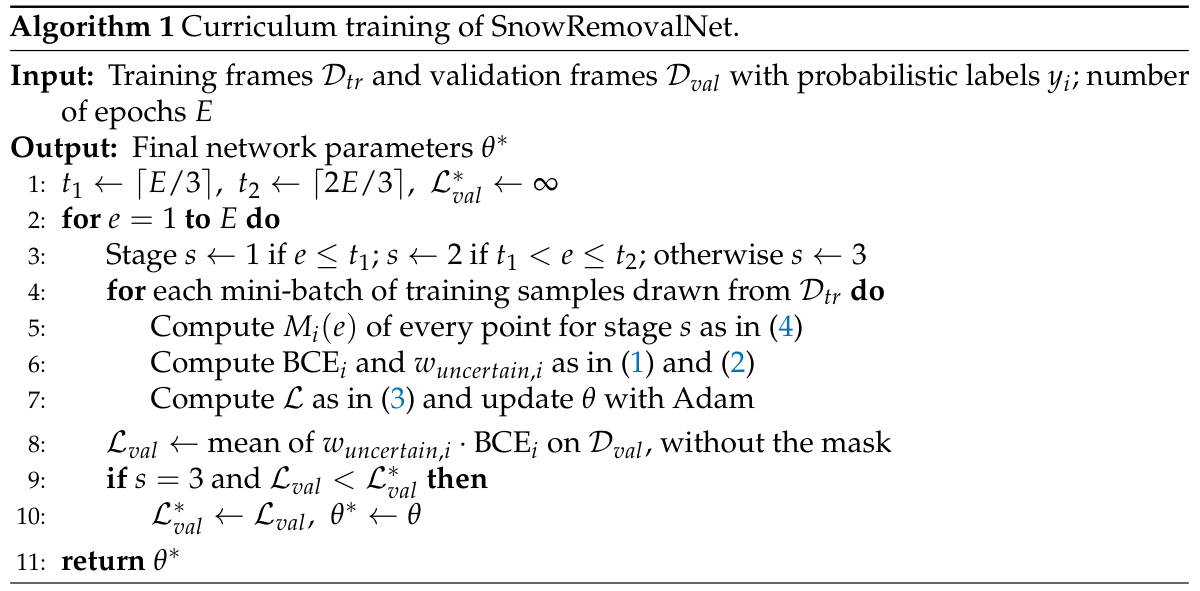 Algorithm 1 Curriculum training of SnowRemovalNet.
Input: Training frames 𝒟_tr and validation frames 𝒟_val with probabilistic labels y_i; number
of epochs E
Output: Final network parameters θ*
1: t_1 ← ⌈E/3⌉, t_2 ← ⌈2E/3⌉, ℒ*_val ← ∞
2: for e = 1 to E do
3: Stage s ← 1 if e ≤ t_1; s ← 2 if t_1 < e ≤ t_2; otherwise s ← 3
4: for each mini-batch of training samples drawn from 𝒟_tr do
5: Compute M_i(e) of every point for stage s as in (4)
6: Compute BCE_i and w_uncertain,i as in (1) and (2)
7: Compute ℒ as in (3) and update θ with Adam
8: ℒ_val ← mean of w_uncertain,i · BCE_i on 𝒟_val, without the mask
9: if s = 3 and ℒ_val < ℒ*_val then
10: ℒ*_val ← ℒ_val, θ* ← θ
11: return θ*